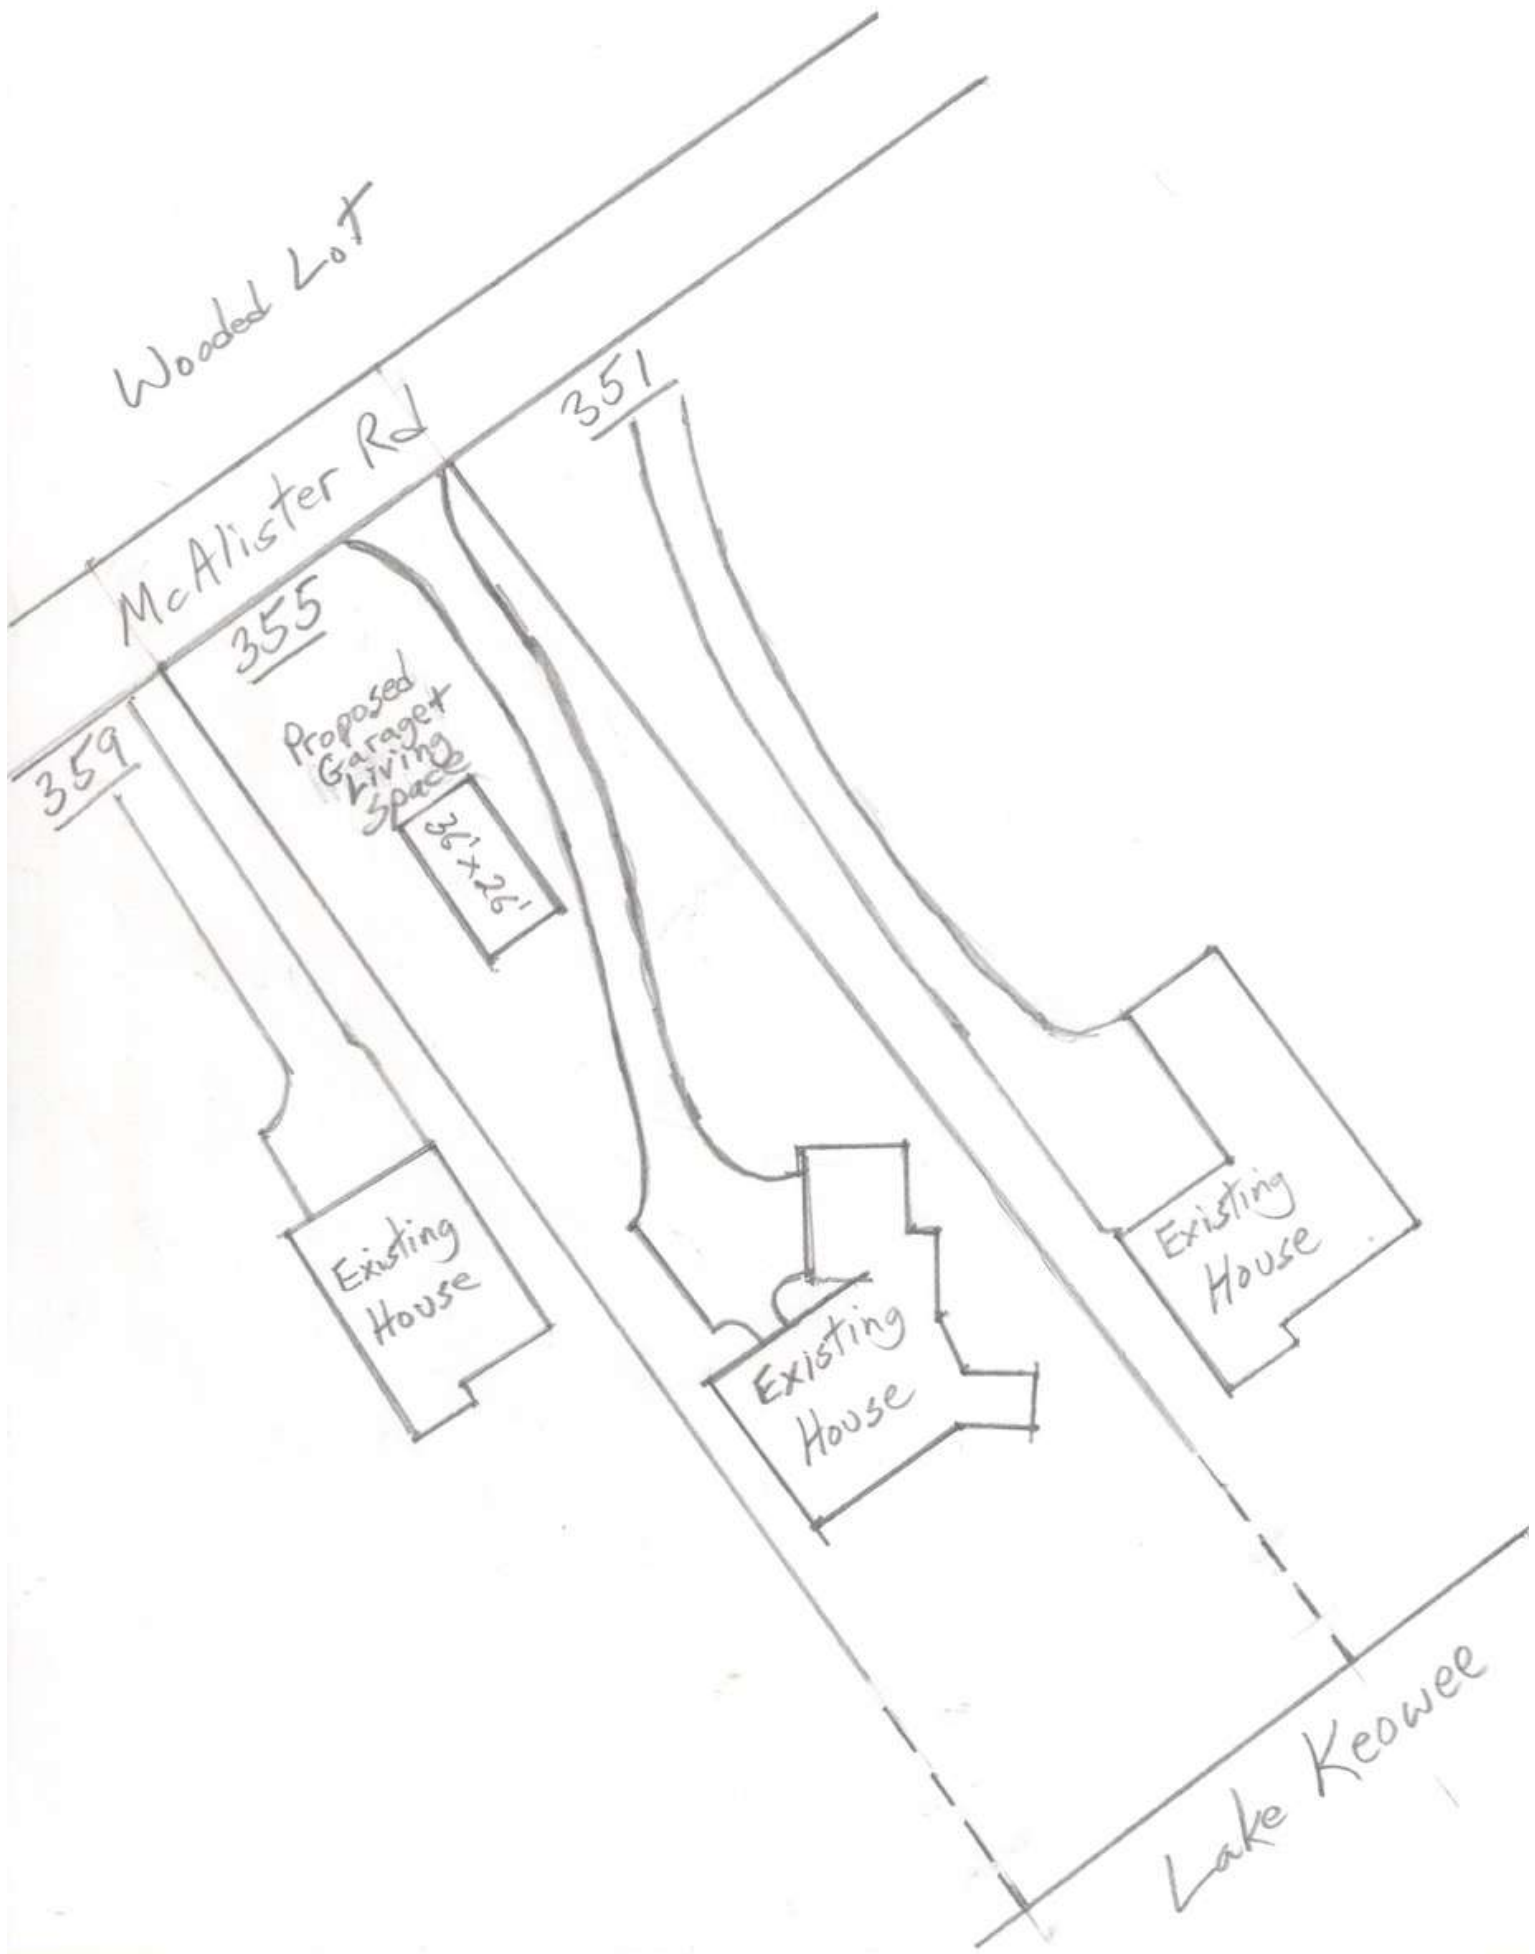 Wooded Lot
McAlister Rd
351
355
359
Proposed
Garage +
Living
Space
36' x 26'
Existing
House
Existing
House
Existing
House
Lake Keowee